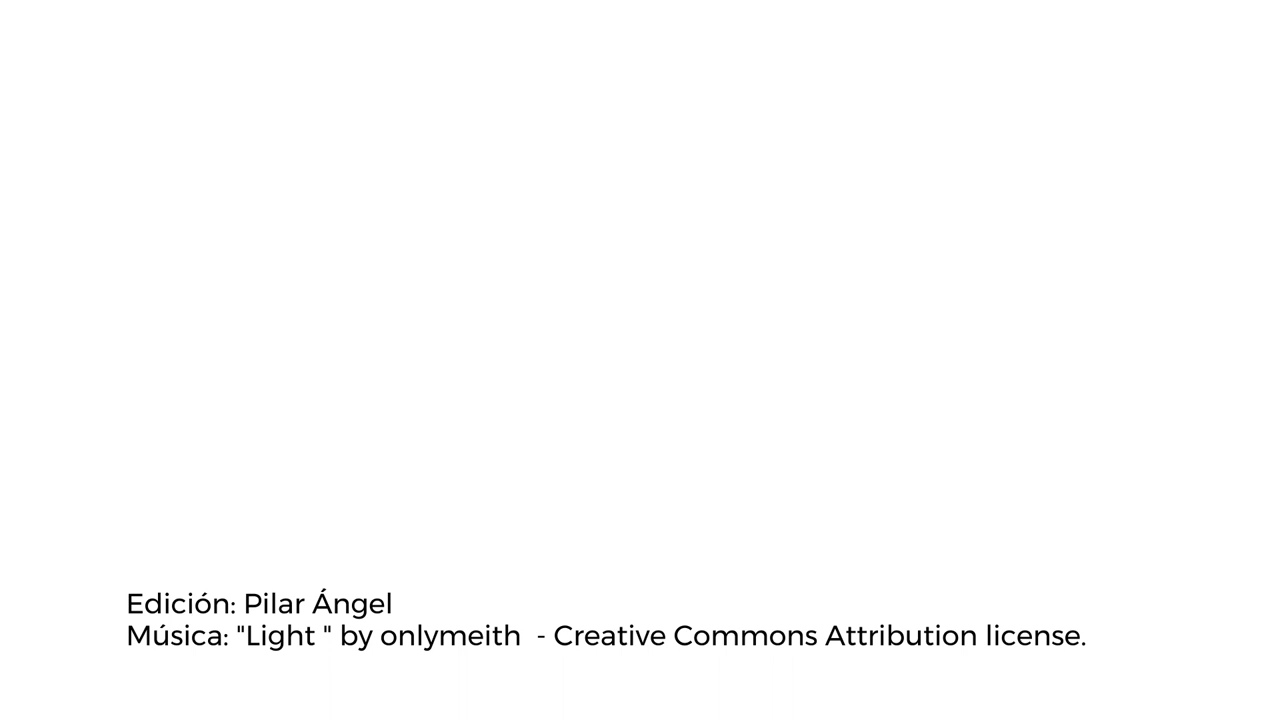 Edición: Pilar Ángel
Música: "Light " by onlymeith  - Creative Commons Attribution license.